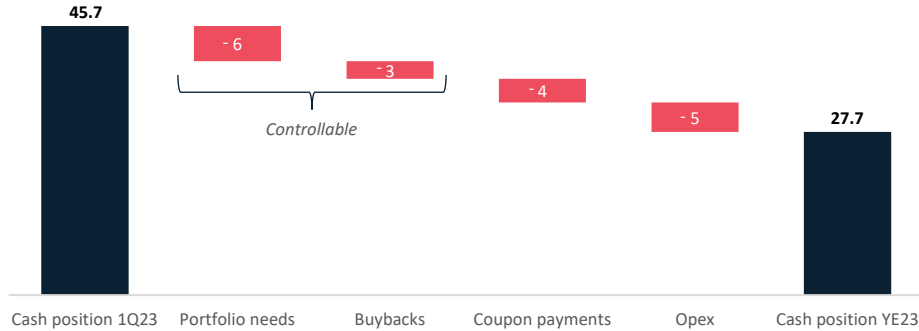 45.7
- 6
- 3
- 4
- 5
27.7
Controllable
Cash position 1Q23
Portfolio needs
Buybacks
Coupon payments
Opex
Cash position YE23